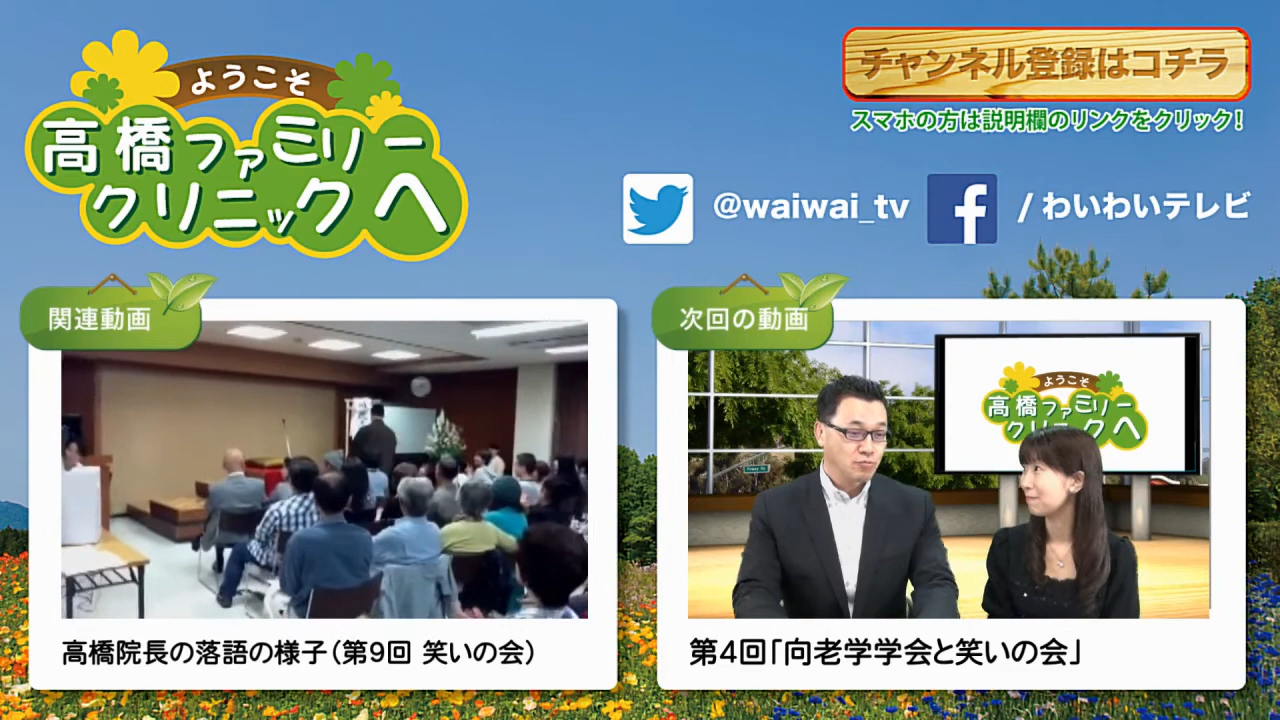 ようこそ
高橋ファミリー
クリニックへ
チャンネル登録はコチラ
スマホの方は説明欄のリンクをクリック!
@waiwai_tv
/わいわいテレビ
関連動画
高橋院長の落語の様子(第9回 笑いの会)
次回の動画
ようこそ
高橋ファミリー
クリニックへ
第4回「向老学学会と笑いの会」